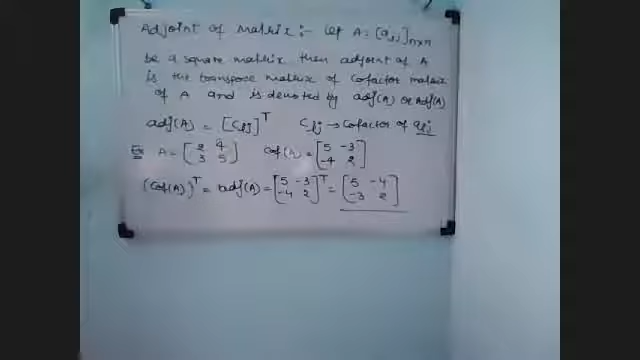 Adjoint of Matrix :- Let A = [aij]n×n
be a square matrix then adjoint of A
is the transpose matrix of cofactor matrix
of A and is denoted by adj(A) or Adj(A)
adj(A) = [Cij]^T Cij → Cofactor of aij
Ex A = [2 4; 3 5] Cof(A) = [5 -3; -4 2]
(Cof(A))^T = adj(A) = [5 -3; -4 2]^T = [5 -4; -3 2]